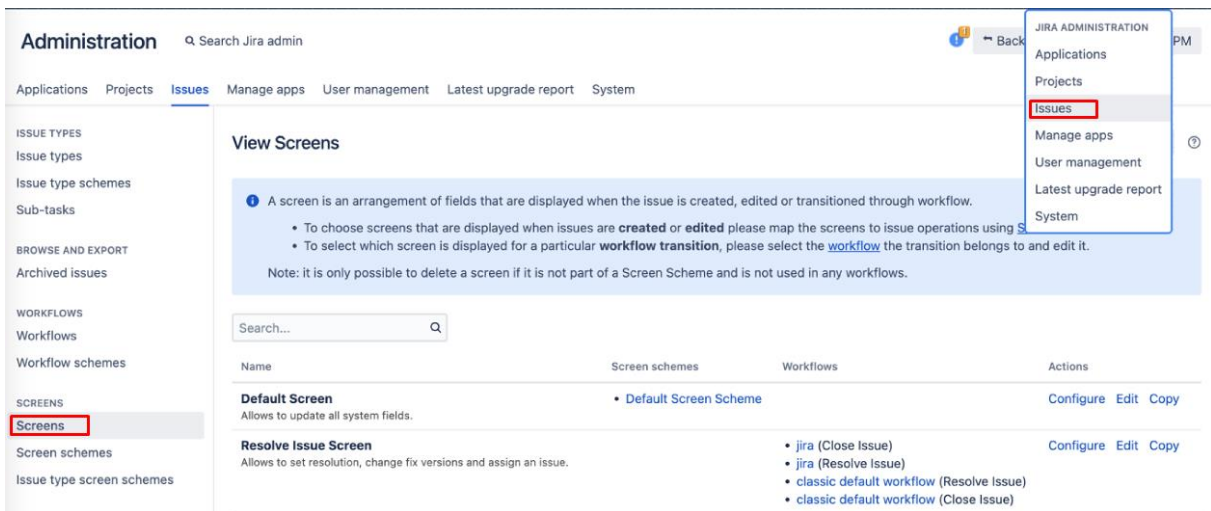 Administration
Search Jira admin
Back
PM
JIRA ADMINISTRATION
Applications
Projects
Issues
Manage apps
User management
Latest upgrade report
System
Applications Projects Issues Manage apps User management Latest upgrade report System
ISSUE TYPES
Issue types
Issue type schemes
Sub-tasks
BROWSE AND EXPORT
Archived issues
WORKFLOWS
Workflows
Workflow schemes
SCREENS
Screens
Screen schemes
Issue type screen schemes
View Screens
A screen is an arrangement of fields that are displayed when the issue is created, edited or transitioned through workflow.
• To choose screens that are displayed when issues are created or edited please map the screens to issue operations using S
• To select which screen is displayed for a particular workflow transition, please select the workflow the transition belongs to and edit it.
Note: it is only possible to delete a screen if it is not part of a Screen Scheme and is not used in any workflows.
Search...
Name Screen schemes Workflows Actions
Default Screen • Default Screen Scheme Configure Edit Copy
Allows to update all system fields.
Resolve Issue Screen • jira (Close Issue) Configure Edit Copy
Allows to set resolution, change fix versions and assign an issue.
• jira (Resolve Issue)
• classic default workflow (Resolve Issue)
• classic default workflow (Close Issue)